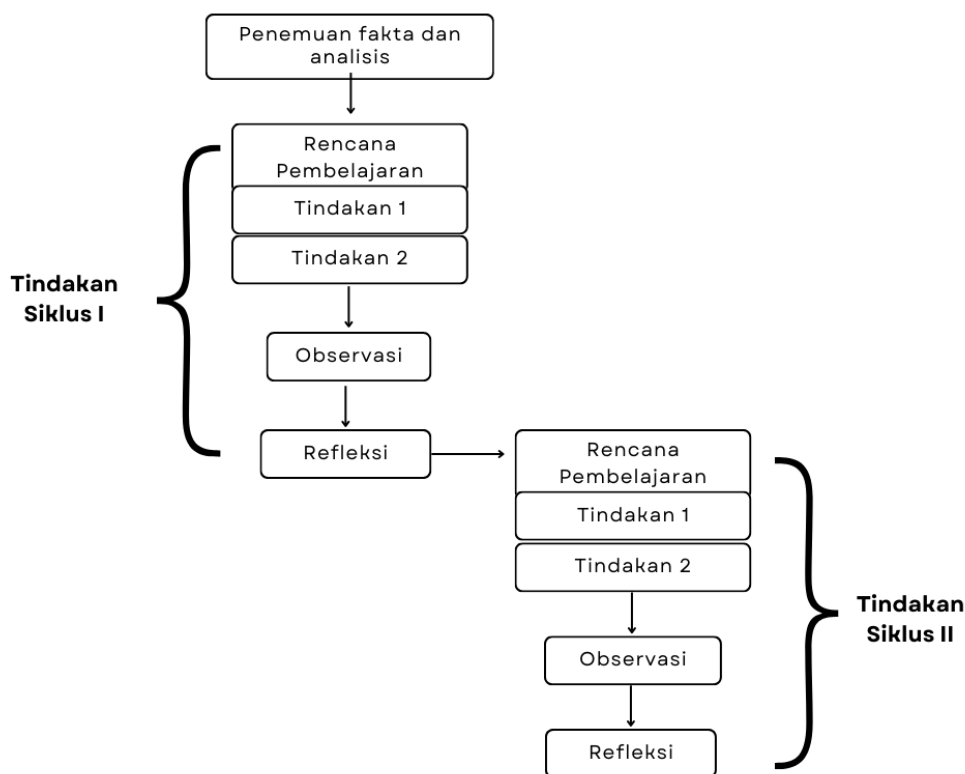 Penemuan fakta dan
analisis
Rencana
Pembelajaran
Tindakan 1
Tindakan 2
Tindakan
Siklus I
Observasi
Refleksi
Rencana
Pembelajaran
Tindakan 1
Tindakan 2
Tindakan
Siklus II
Observasi
Refleksi